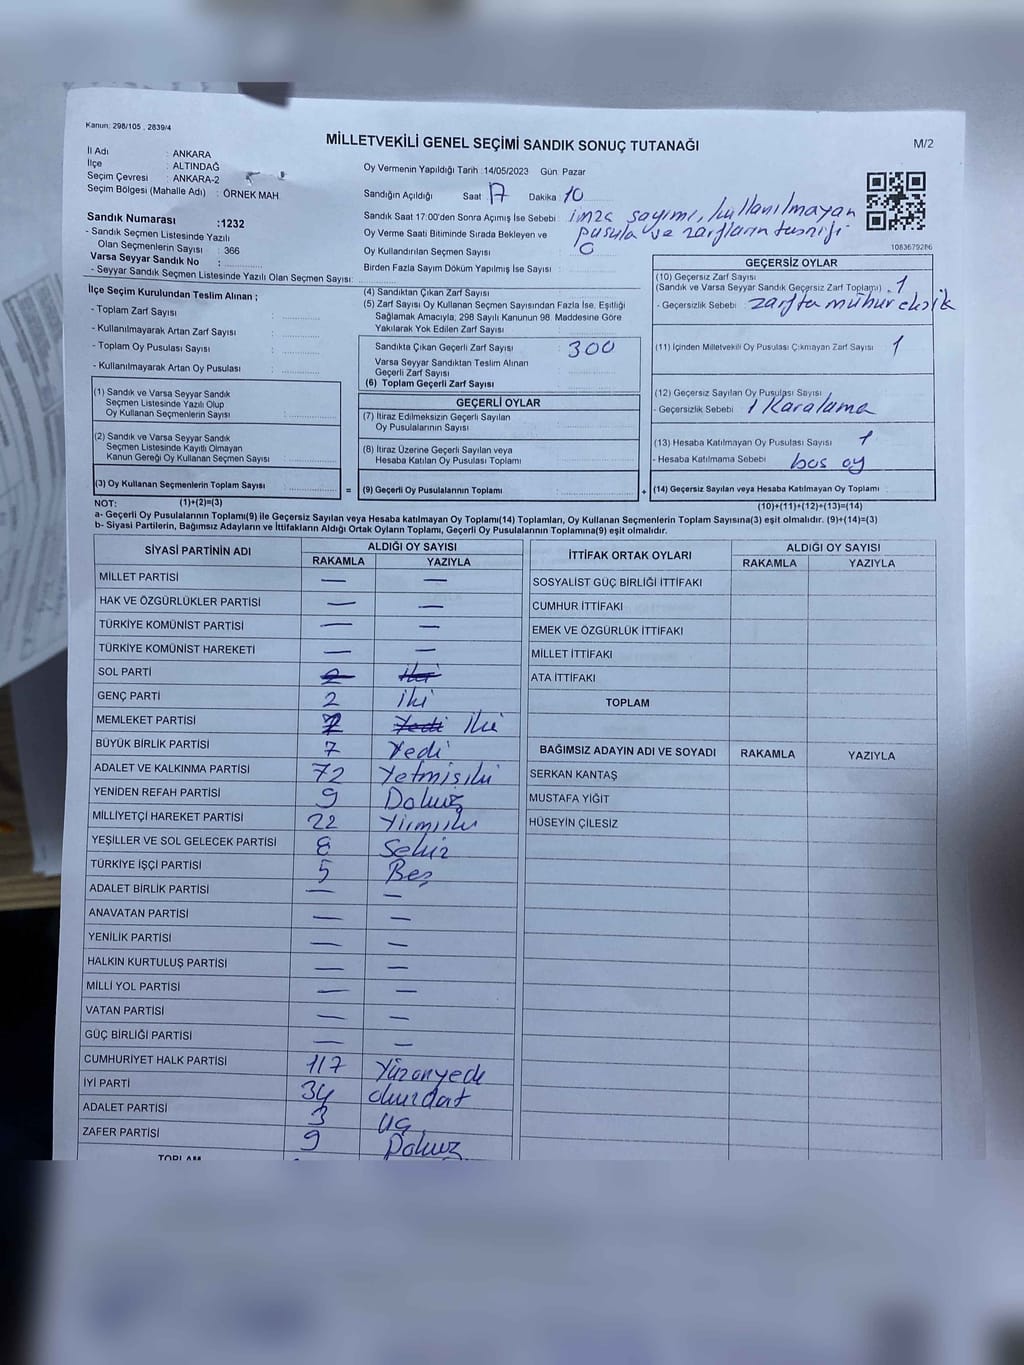 Kanun: 298/105 , 2839/4
MİLLETVEKİLİ GENEL SEÇİMİ SANDIK SONUÇ TUTANAĞI
M/2
İl Adı : ANKARA
İlçe : ALTINDAĞ
Seçim Çevresi : ANKARA-2
Seçim Bölgesi (Mahalle Adı) : ÖRNEK MAH
Sandık Numarası :1232
- Sandık Seçmen Listesinde Yazılı
Olan Seçmenlerin Sayısı : 366
Varsa Seyyar Sandık No :
- Seyyar Sandık Seçmen Listesinde Yazılı Olan Seçmen Sayısı:
Oy Vermenin Yapıldığı Tarih :14/05/2023 Gün: Pazar
Sandığın Açıldığı Saat : 17 Dakika : 10
Sandık Saat 17:00'den Sonra Açımış İse Sebebi : imza sayımı, kullanılmayan
pusula ve zarfların tasnifi
Oy Verme Saati Bitiminde Sırada Bekleyen ve
Oy Kullandırılan Seçmen Sayısı : 0
Birden Fazla Sayım Döküm Yapılmış İse Sayısı :
1083679286
İlçe Seçim Kurulundan Teslim Alınan ;
- Toplam Zarf Sayısı :
- Kullanılmayarak Artan Zarf Sayısı :
- Toplam Oy Pusulası Sayısı :
- Kullanılmayarak Artan Oy Pusulası :
(4) Sandıktan Çıkan Zarf Sayısı
(5) Zarf Sayısı Oy Kullanan Seçmen Sayısından Fazla İse, Eşitliği
Sağlamak Amacıyla; 298 Sayılı Kanunun 98. Maddesine Göre
Yakılarak Yok Edilen Zarf Sayısı
Sandıkta Çıkan Geçerli Zarf Sayısı : 300
Varsa Seyyar Sandıktan Teslim Alınan
Geçerli Zarf Sayısı
(6) Toplam Geçerli Zarf Sayısı
GEÇERSİZ OYLAR
(10) Geçersiz Zarf Sayısı
(Sandık ve Varsa Seyyar Sandık Geçersiz Zarf Toplamı) : 1
- Geçersizlik Sebebi : zarfta mühür eksik
(11) İçinden Milletvekili Oy Pusulası Çıkmayan Zarf Sayısı : 1
(12) Geçersiz Sayılan Oy Pusulası Sayısı
- Geçersizlik Sebebi : 1 Karalama
(13) Hesaba Katılmayan Oy Pusulası Sayısı : 1
- Hesaba Katılmama Sebebi : bos oy
(14) Geçersiz Sayılan veya Hesaba Katılmayan Oy Toplamı
(1) Sandık ve Varsa Seyyar Sandık
Seçmen Listesinde Yazılı Olup
Oy Kullanan Seçmenlerin Sayısı :
(2) Sandık ve Varsa Seyyar Sandık
Seçmen Listesinde Kayıtlı Olmayan
Kanun Gereği Oy Kullanan Seçmen Sayısı :
(3) Oy Kullanan Seçmenlerin Toplam Sayısı :
=
GEÇERLİ OYLAR
(7) İtiraz Edilmeksizin Geçerli Sayılan
Oy Pusulalarının Sayısı :
(8) İtiraz Üzerine Geçerli Sayılan veya
Hesaba Katılan Oy Pusulası Toplamı
(9) Geçerli Oy Pusulalarının Toplamı
+
NOT: (1)+(2)=(3)
(10)+(11)+(12)+(13)=(14)
a- Geçerli Oy Pusulalarının Toplamı(9) ile Geçersiz Sayılan veya Hesaba katılmayan Oy Toplamı(14) Toplamları, Oy Kullanan Seçmenlerin Toplam Sayısına(3) eşit olmalıdır. (9)+(14)=(3)
b- Siyasi Partilerin, Bağımsız Adayların ve İttifakların Aldığı Ortak Oyların Toplamı, Geçerli Oy Pusulalarının Toplamına(9) eşit olmalıdır.
SİYASİ PARTİNİN ADI ALDIĞI OY SAYISI
RAKAMLA YAZIYLA
MİLLET PARTİSİ — —
HAK VE ÖZGÜRLÜKLER PARTİSİ — —
TÜRKİYE KOMÜNİST PARTİSİ — —
TÜRKİYE KOMÜNİST HAREKETİ — —
SOL PARTİ 2 İki
GENÇ PARTİ 2 İki
MEMLEKET PARTİSİ Yedi İki
BÜYÜK BİRLİK PARTİSİ 7 Yedi
ADALET VE KALKINMA PARTİSİ 72 Yetmisiki
YENİDEN REFAH PARTİSİ 9 Dokuz
MİLLİYETÇİ HAREKET PARTİSİ 22 Yirmiiki
YEŞİLLER VE SOL GELECEK PARTİSİ 8 Sekiz
TÜRKİYE İŞÇİ PARTİSİ 5 Beş
ADALET BİRLİK PARTİSİ — —
ANAVATAN PARTİSİ — —
YENİLİK PARTİSİ — —
HALKIN KURTULUŞ PARTİSİ — —
MİLLİ YOL PARTİSİ — —
VATAN PARTİSİ — —
GÜÇ BİRLİĞİ PARTİSİ — —
CUMHURİYET HALK PARTİSİ 117 Yüzonyedi
İYİ PARTİ 34 otuzdört
ADALET PARTİSİ 3 üç
ZAFER PARTİSİ 9 Dokuz
TOPLAM
İTTİFAK ORTAK OYLARI ALDIĞI OY SAYISI
RAKAMLA YAZIYLA
SOSYALİST GÜÇ BİRLİĞİ İTTİFAKI
CUMHUR İTTİFAKI
EMEK VE ÖZGÜRLÜK İTTİFAKI
MİLLET İTTİFAKI
ATA İTTİFAKI
TOPLAM
BAĞIMSIZ ADAYIN ADI VE SOYADI RAKAMLA YAZIYLA
SERKAN KANTAŞ
MUSTAFA YİĞİT
HÜSEYİN ÇİLESİZ